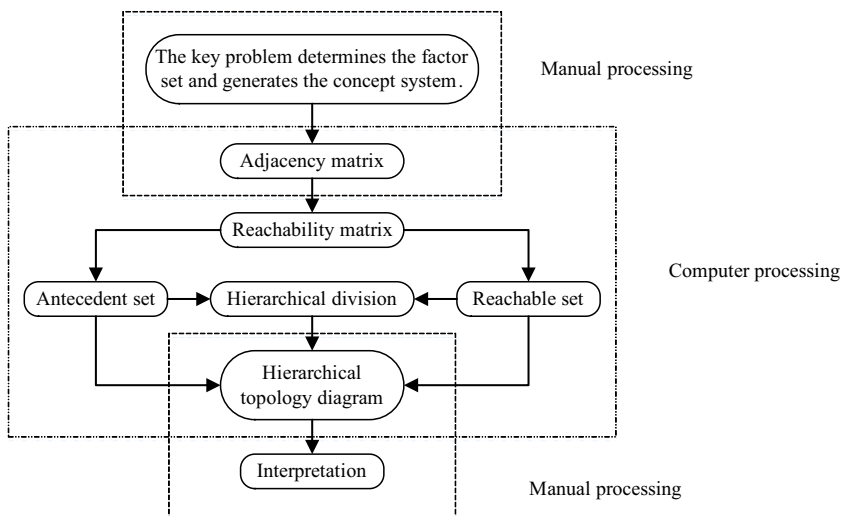 The key problem determines the factor
set and generates the concept system.
Manual processing
Adjacency matrix
Reachability matrix
Computer processing
Antecedent set
Hierarchical division
Reachable set
Hierarchical
topology diagram
Interpretation
Manual processing